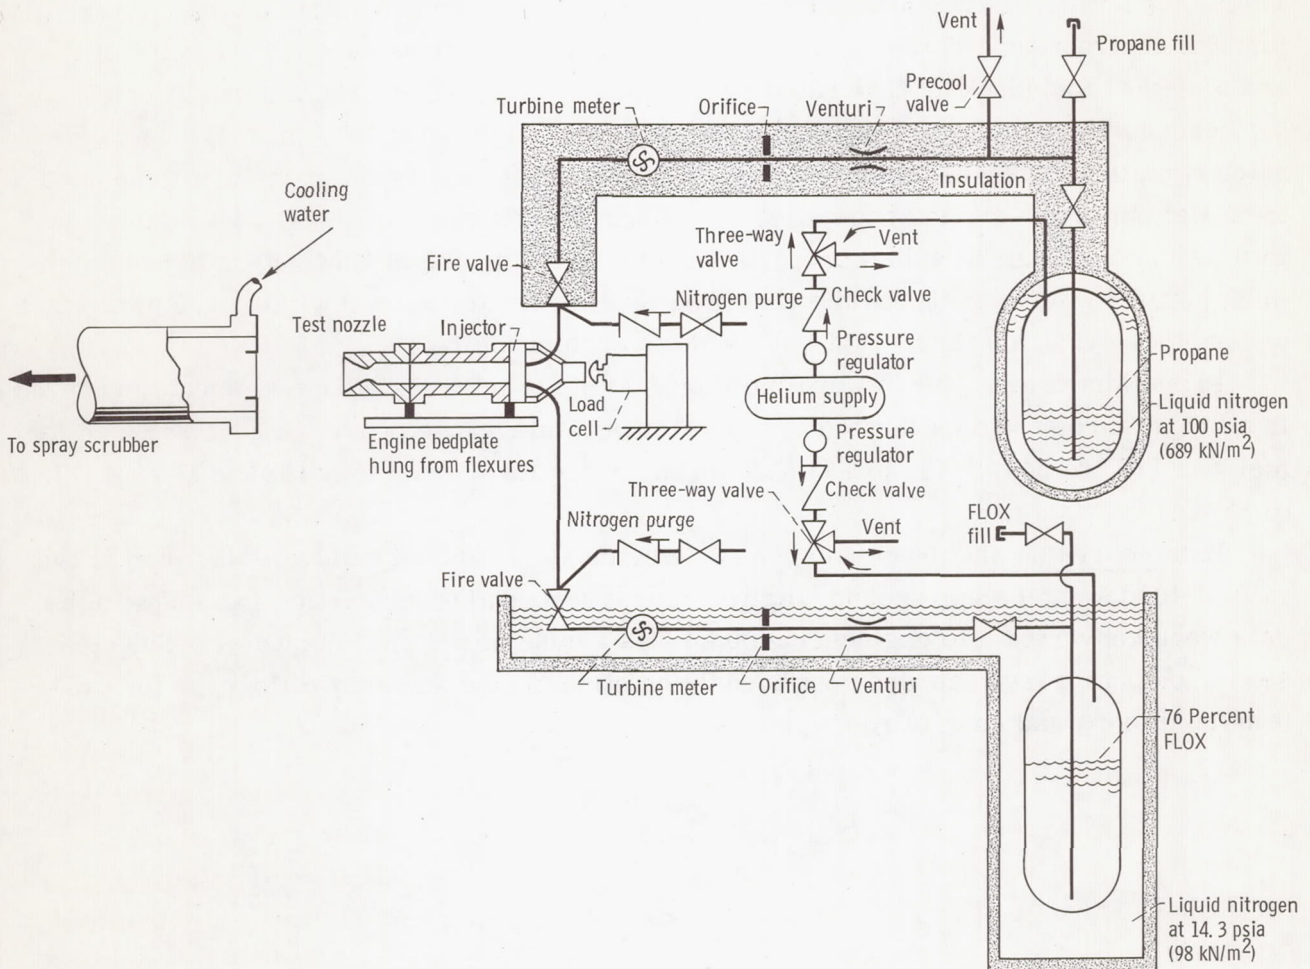 Vent
Propane fill
Precool
valve
Turbine meter
Orifice
Venturi
Insulation
Cooling
water
Three-way
valve
Vent
Fire valve
Nitrogen purge
Check valve
Test nozzle
Injector
Pressure
regulator
Propane
Helium supply
Load
cell
Liquid nitrogen
at 100 psia
(689 kN/m²)
To spray scrubber
Engine bedplate
hung from flexures
Pressure
regulator
Three-way valve
Check valve
Nitrogen purge
Vent
FLOX
fill
Fire valve
Turbine meter
Orifice
Venturi
76 Percent
FLOX
Liquid nitrogen
at 14.3 psia
(98 kN/m²)